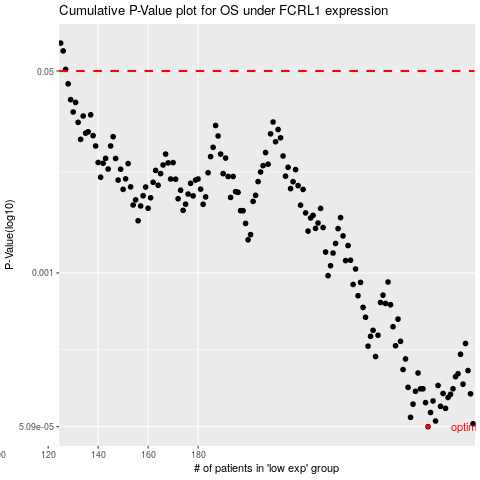 Cumulative P-Value plot for OS under FCRL1 expression
0.05
0.001
5.09e-05
P-Value(log10)
optim
00 120 140 160 180
# of patients in 'low exp' group